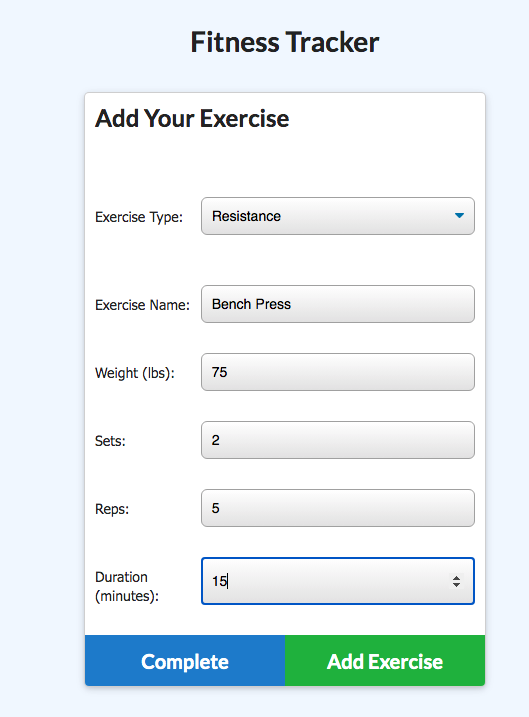 Fitness Tracker
Add Your Exercise
Exercise Type: Resistance
Exercise Name: Bench Press
Weight (lbs): 75
Sets: 2
Reps: 5
Duration
(minutes): 15
Complete Add Exercise